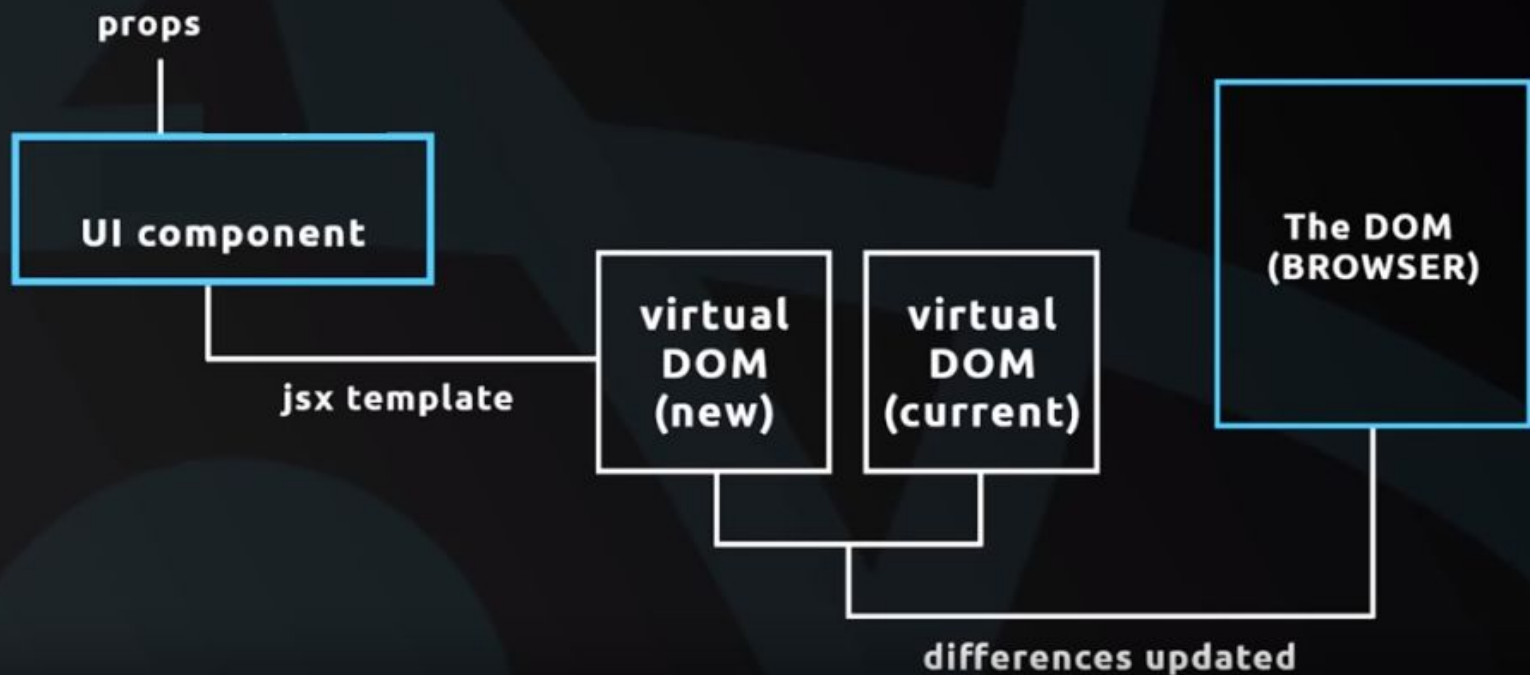 props
UI component
jsx template
virtual
DOM
(new)
virtual
DOM
(current)
The DOM
(BROWSER)
differences updated